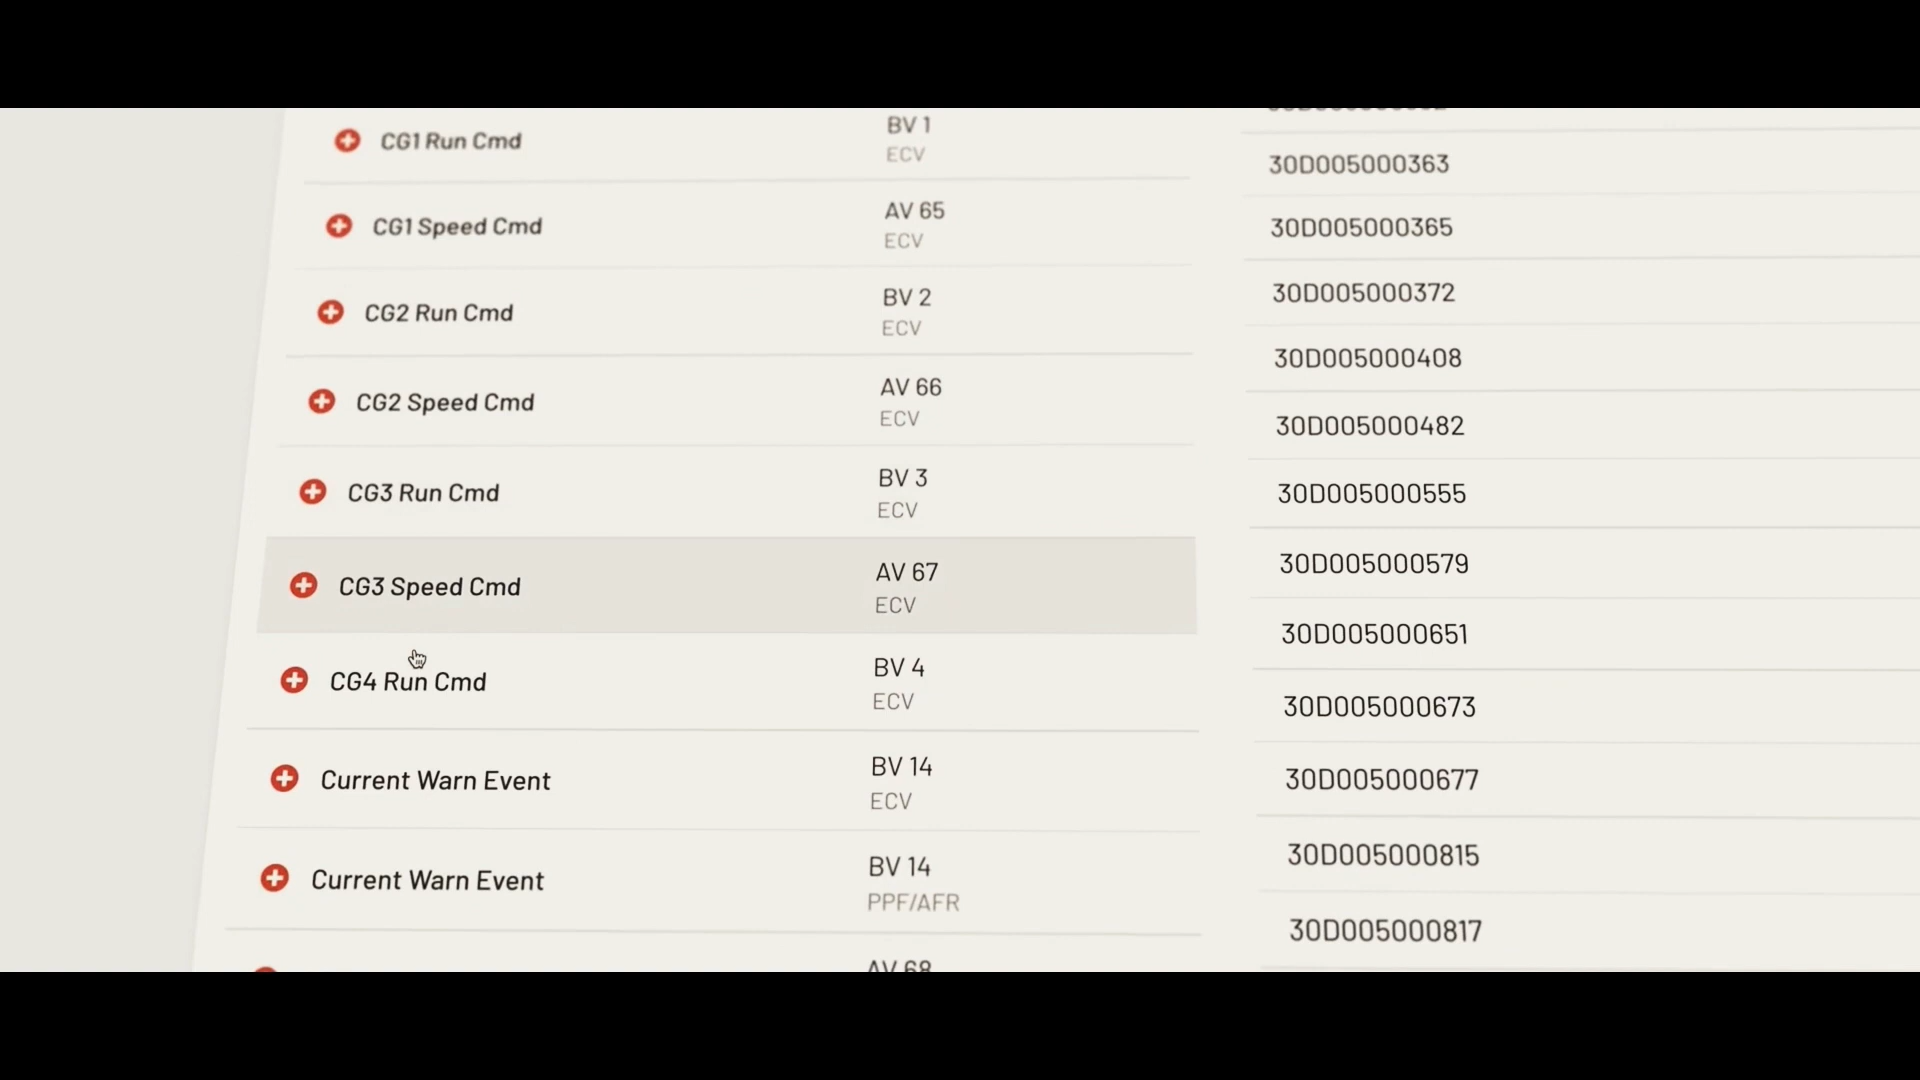 CG1 Run Cmd
BV 1
ECV
CG1 Speed Cmd
AV 65
ECV
CG2 Run Cmd
BV 2
ECV
CG2 Speed Cmd
AV 66
ECV
CG3 Run Cmd
BV 3
ECV
CG3 Speed Cmd
AV 67
ECV
CG4 Run Cmd
BV 4
ECV
Current Warn Event
BV 14
ECV
Current Warn Event
BV 14
PPF/AFR
AV 68
30D005000363
30D005000365
30D005000372
30D005000408
30D005000482
30D005000555
30D005000579
30D005000651
30D005000673
30D005000677
30D005000815
30D005000817